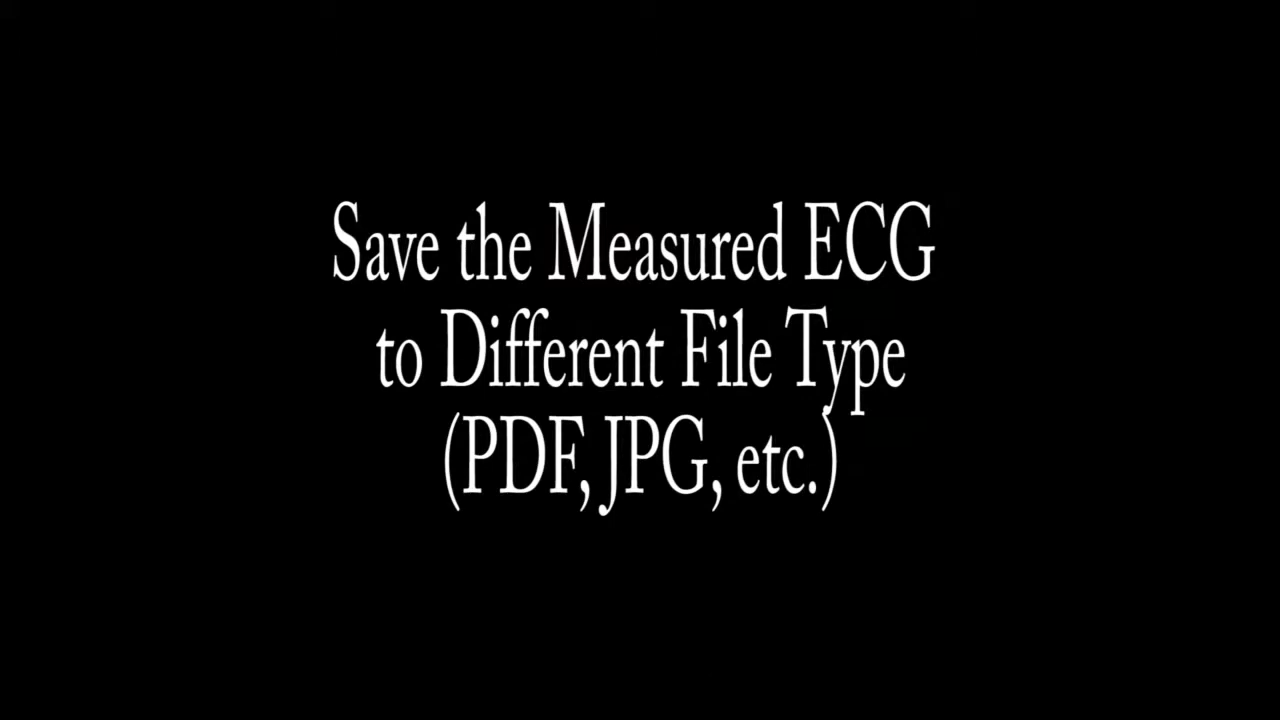 Save the Measured ECG
to Different File Type
(PDF, JPG, etc.)